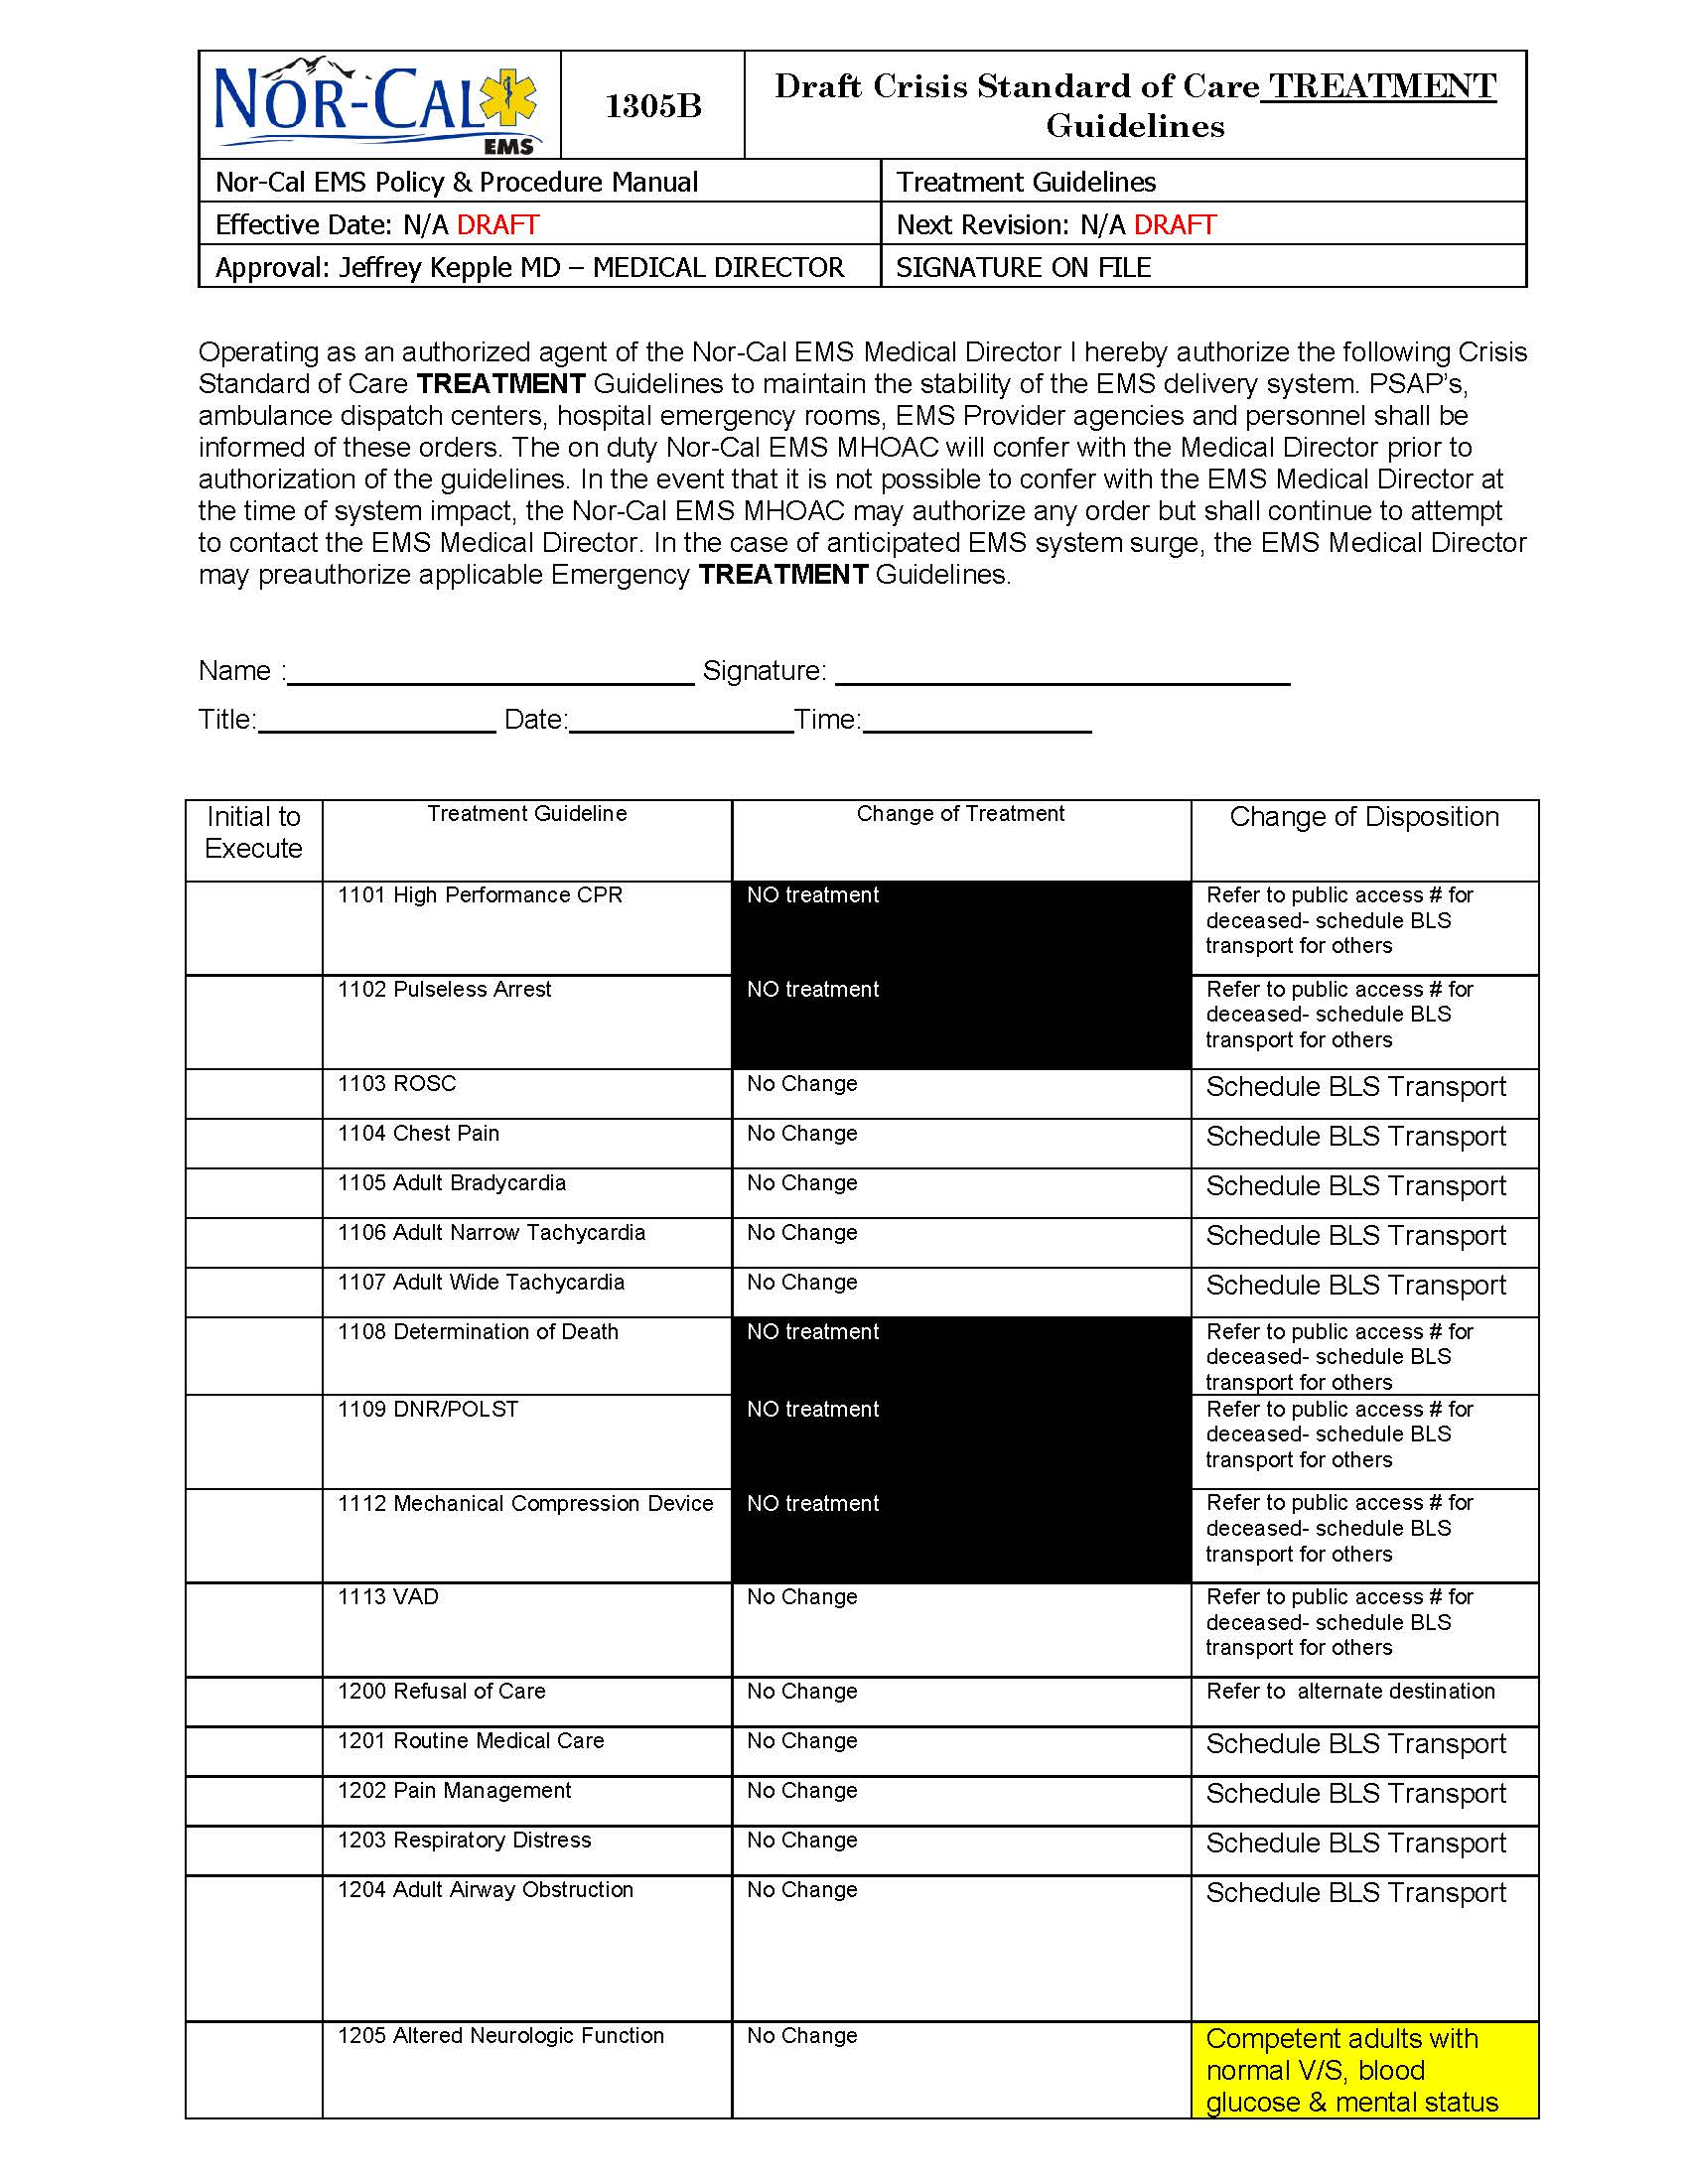 NOR-CAL
EMS
1305B
Draft Crisis Standard of Care TREATMENT
Guidelines
Nor-Cal EMS Policy & Procedure Manual
Treatment Guidelines
Effective Date: N/A DRAFT
Next Revision: N/A DRAFT
Approval: Jeffrey Kepple MD – MEDICAL DIRECTOR
SIGNATURE ON FILE
Operating as an authorized agent of the Nor-Cal EMS Medical Director I hereby authorize the following Crisis
Standard of Care TREATMENT Guidelines to maintain the stability of the EMS delivery system. PSAP's,
ambulance dispatch centers, hospital emergency rooms, EMS Provider agencies and personnel shall be
informed of these orders. The on duty Nor-Cal EMS MHOAC will confer with the Medical Director prior to
authorization of the guidelines. In the event that it is not possible to confer with the EMS Medical Director at
the time of system impact, the Nor-Cal EMS MHOAC may authorize any order but shall continue to attempt
to contact the EMS Medical Director. In the case of anticipated EMS system surge, the EMS Medical Director
may preauthorize applicable Emergency TREATMENT Guidelines.
Name : Signature:
Title: Date: Time:
Initial to
Execute
Treatment Guideline
Change of Treatment
Change of Disposition
1101 High Performance CPR
NO treatment
Refer to public access # for
deceased- schedule BLS
transport for others
1102 Pulseless Arrest
NO treatment
Refer to public access # for
deceased- schedule BLS
transport for others
1103 ROSC
No Change
Schedule BLS Transport
1104 Chest Pain
No Change
Schedule BLS Transport
1105 Adult Bradycardia
No Change
Schedule BLS Transport
1106 Adult Narrow Tachycardia
No Change
Schedule BLS Transport
1107 Adult Wide Tachycardia
No Change
Schedule BLS Transport
1108 Determination of Death
NO treatment
Refer to public access # for
deceased- schedule BLS
transport for others
1109 DNR/POLST
NO treatment
Refer to public access # for
deceased- schedule BLS
transport for others
1112 Mechanical Compression Device
NO treatment
Refer to public access # for
deceased- schedule BLS
transport for others
1113 VAD
No Change
Refer to public access # for
deceased- schedule BLS
transport for others
1200 Refusal of Care
No Change
Refer to alternate destination
1201 Routine Medical Care
No Change
Schedule BLS Transport
1202 Pain Management
No Change
Schedule BLS Transport
1203 Respiratory Distress
No Change
Schedule BLS Transport
1204 Adult Airway Obstruction
No Change
Schedule BLS Transport
1205 Altered Neurologic Function
No Change
Competent adults with
normal V/S, blood
glucose & mental status